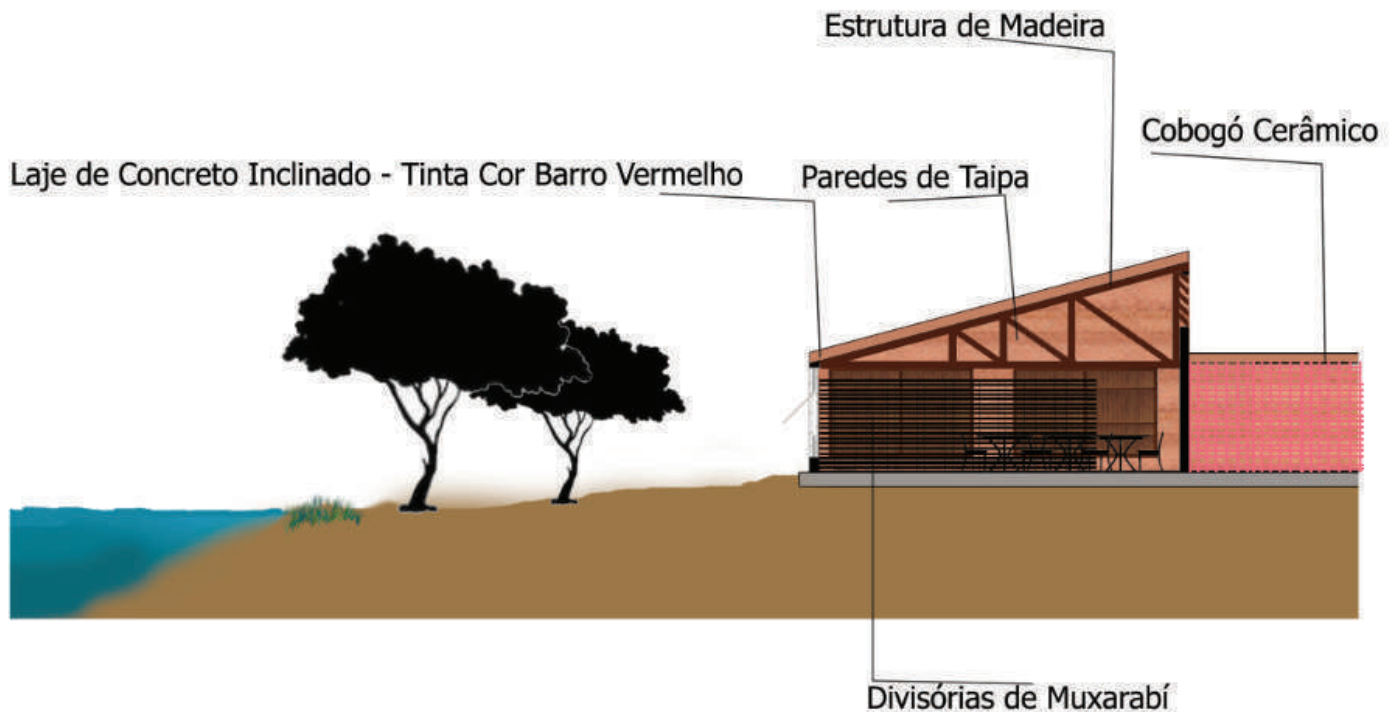 Estrutura de Madeira
Cobogó Cerâmico
Laje de Concreto Inclinado - Tinta Cor Barro Vermelho
Paredes de Taipa
Divisórias de Muxarabí